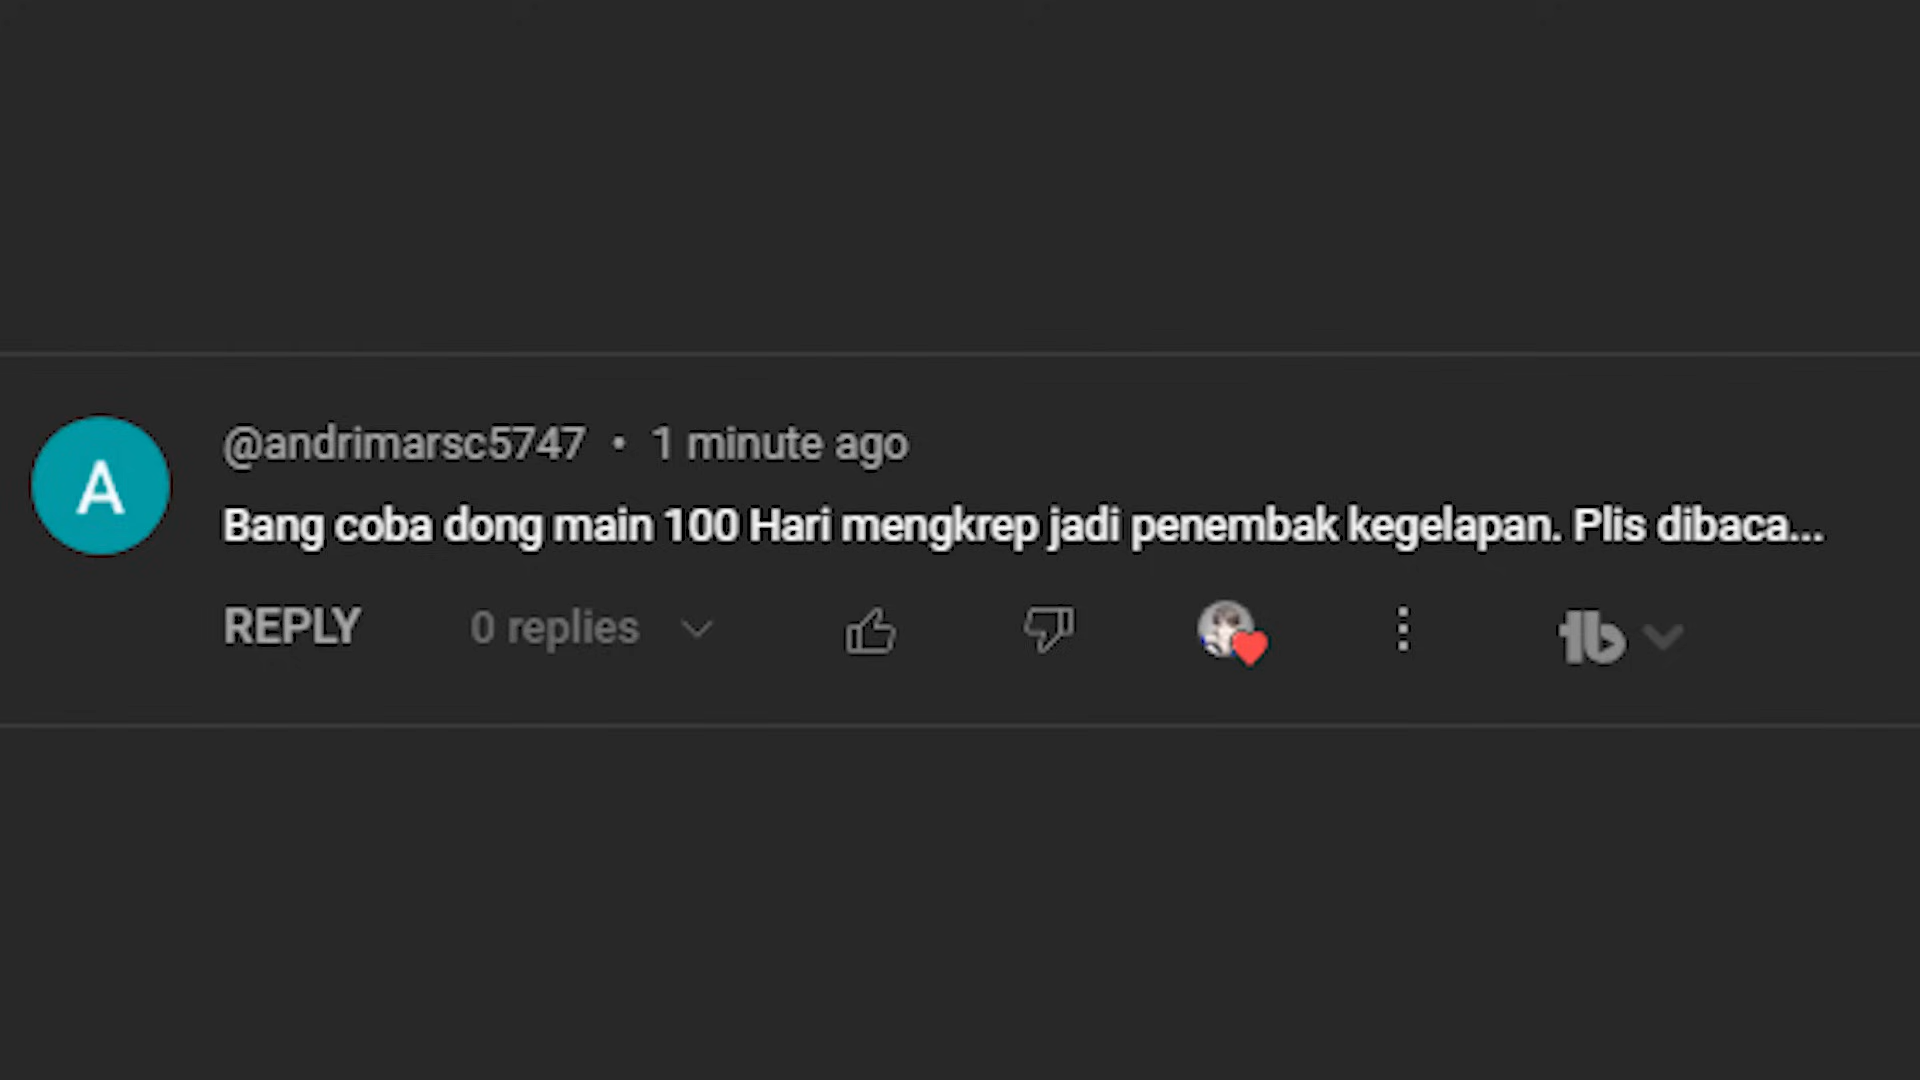 A
@andrimarsc5747 • 1 minute ago
Bang coba dong main 100 Hari mengkrep jadi penembak kegelapan. Plis dibaca...
REPLY 0 replies
tb